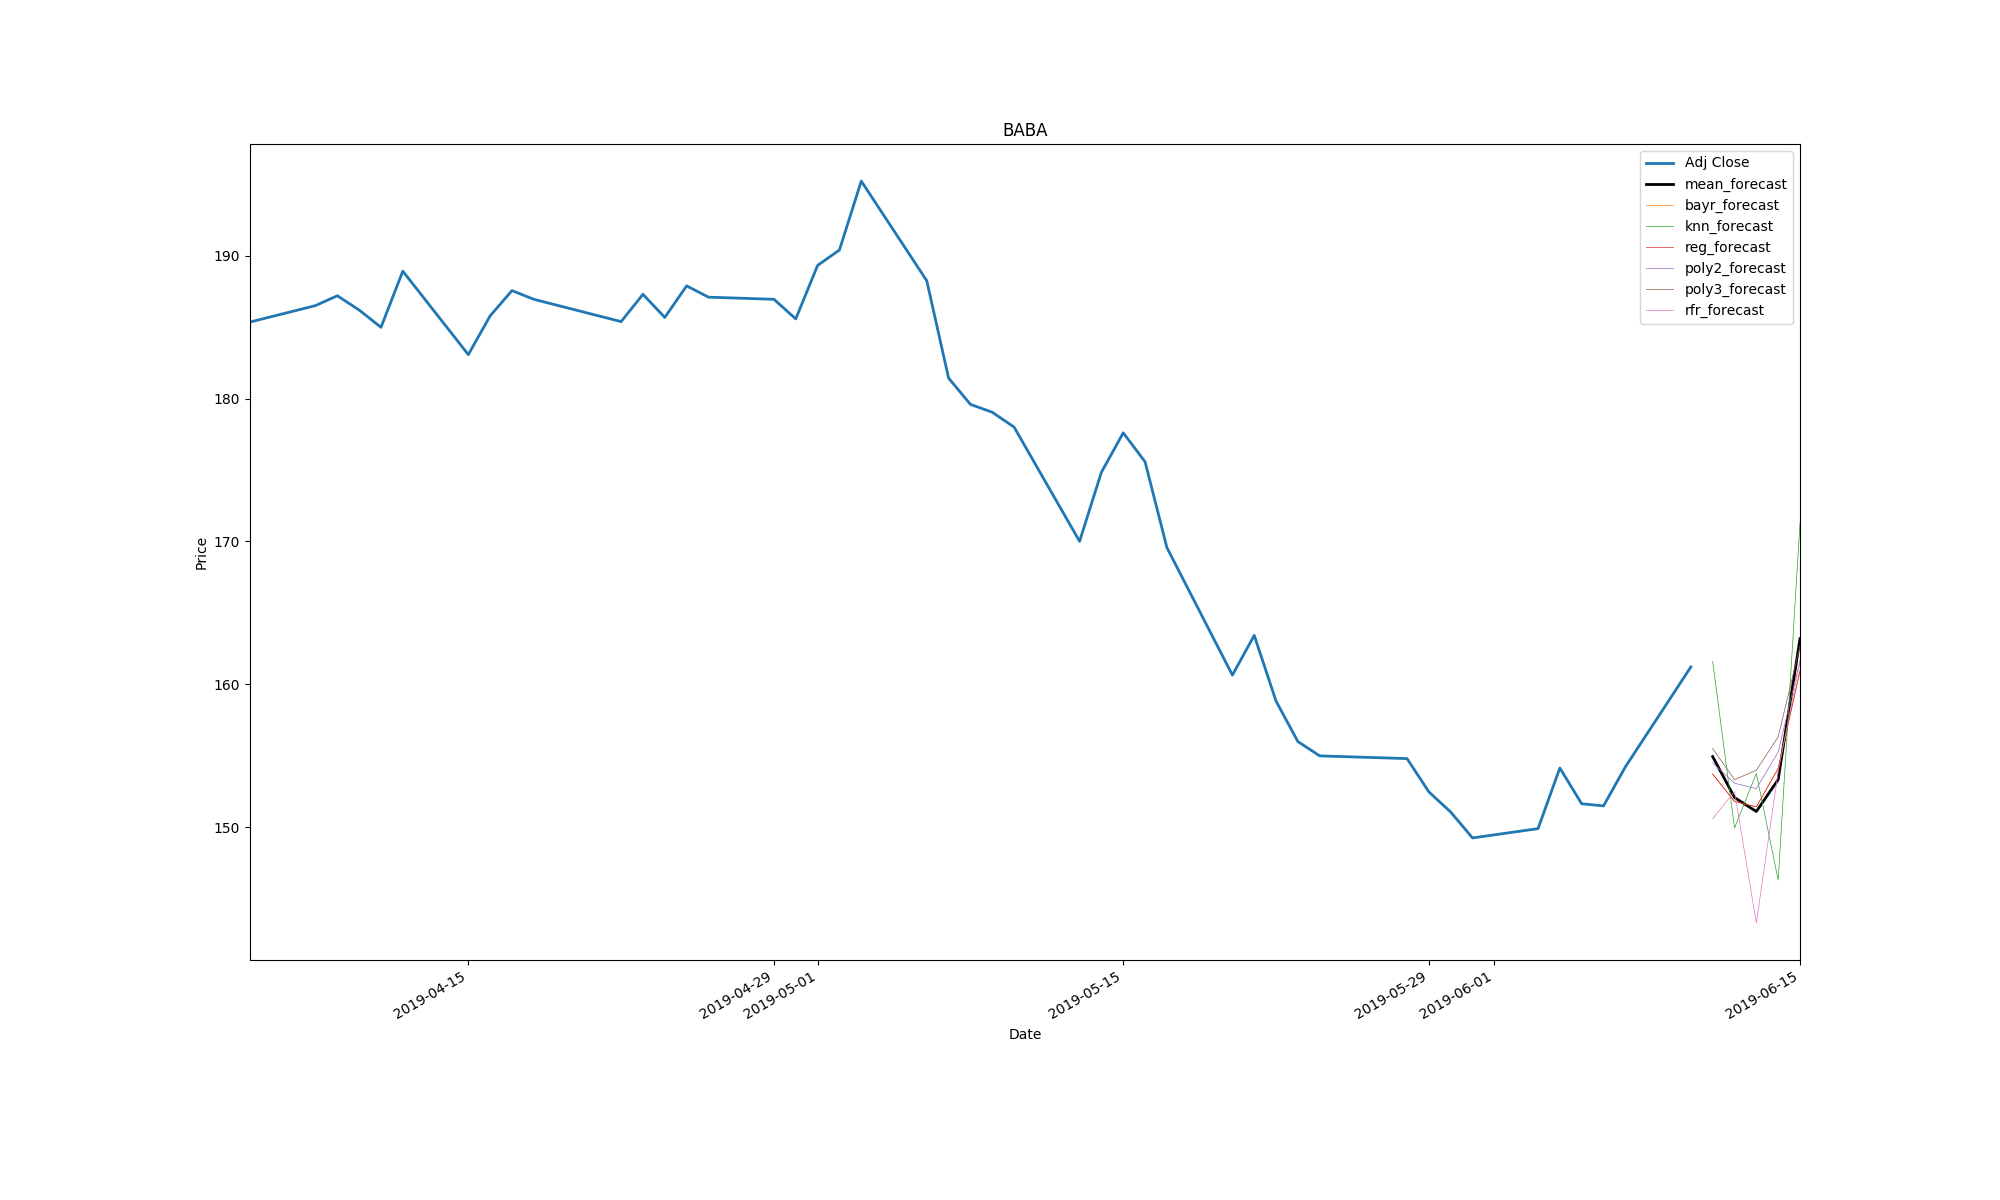 BABA
Adj Close
mean_forecast
bayr_forecast
knn_forecast
reg_forecast
poly2_forecast
poly3_forecast
rfr_forecast
190
180
170
160
150
Price
2019-04-15
2019-04-29
2019-05-01
2019-05-15
2019-05-29
2019-06-01
2019-06-15
Date